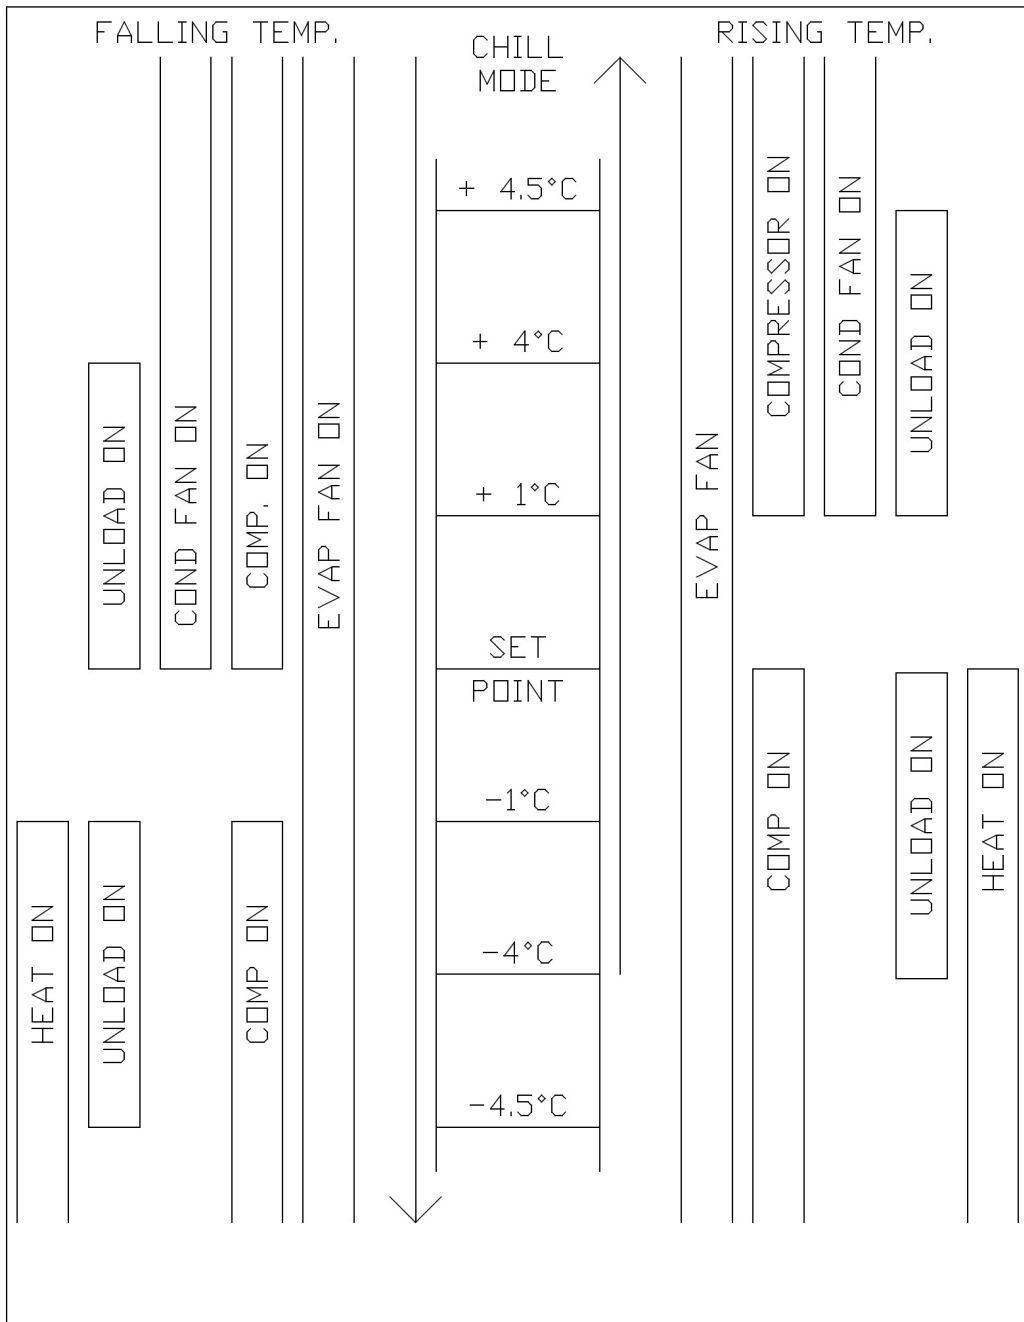 FALLING TEMP.
CHILL
MODE
RISING TEMP.
+ 4.5°C
+ 4°C
+ 1°C
SET
POINT
-1°C
-4°C
-4.5°C
UNLOAD ON
COND FAN ON
COMP. ON
EVAP FAN ON
HEAT ON
UNLOAD ON
COMP ON
EVAP FAN
COMPRESSOR ON
COND FAN ON
UNLOAD ON
COMP ON
UNLOAD ON
HEAT ON